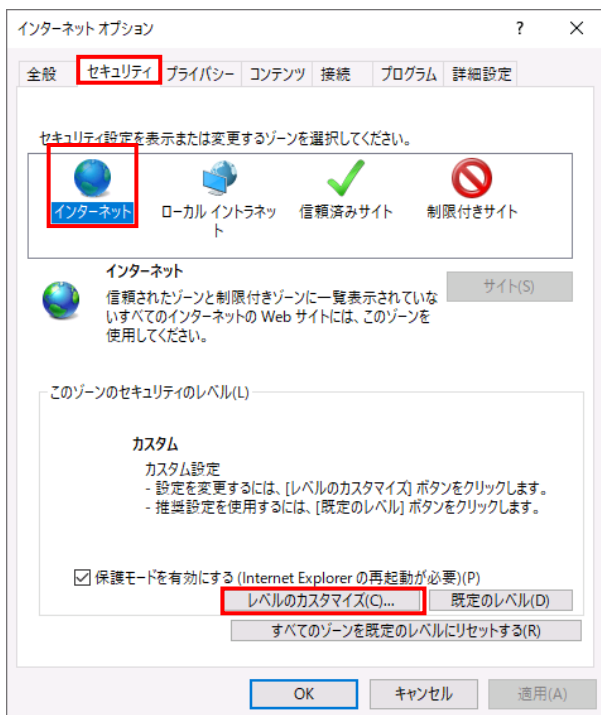 インターネット オプション
? ×
全般 セキュリティ プライバシー コンテンツ 接続 プログラム 詳細設定
セキュリティ設定を表示または変更するゾーンを選択してください。
インターネット
ローカル イントラネッ
ト
信頼済みサイト
制限付きサイト
インターネット
サイト(S)
信頼されたゾーンと制限付きゾーンに一覧表示されていな
いすべてのインターネットの Web サイトには、このゾーンを
使用してください。
このゾーンのセキュリティのレベル(L)
カスタム
カスタム設定
- 設定を変更するには、[レベルのカスタマイズ] ボタンをクリックします。
- 推奨設定を使用するには、[既定のレベル] ボタンをクリックします。
保護モードを有効にする (Internet Explorer の再起動が必要)(P)
レベルのカスタマイズ(C)... 既定のレベル(D)
すべてのゾーンを既定のレベルにリセットする(R)
OK キャンセル 適用(A)